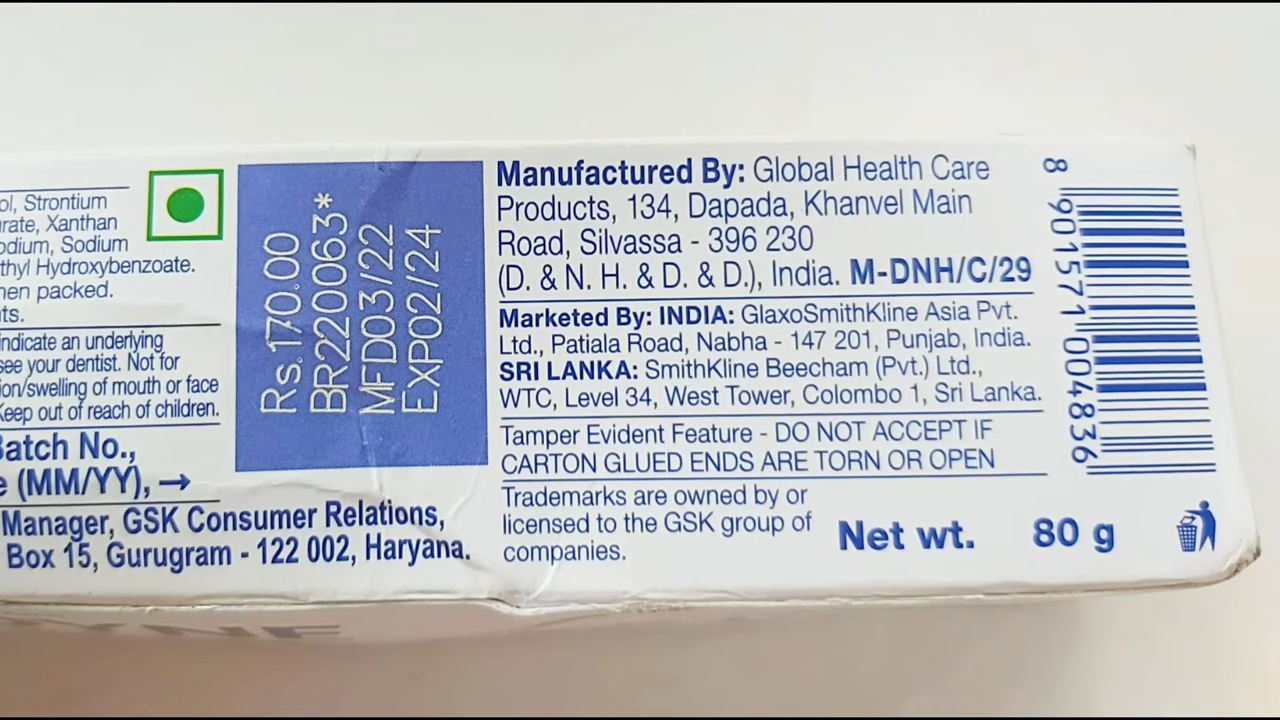 ol, Strontium
rate, Xanthan
odium, Sodium
thyl Hydroxybenzoate.
hen packed.
ts.
indicate an underlying
see your dentist. Not for
ion/swelling of mouth or face
Keep out of reach of children.
Batch No.,
e (MM/YY), →
Manager, GSK Consumer Relations,
Box 15, Gurugram - 122 002, Haryana.
Rs.170.00
BR220063*
MFD03/22
EXP02/24
Manufactured By: Global Health Care
Products, 134, Dapada, Khanvel Main
Road, Silvassa - 396 230
(D. & N. H. & D. & D.), India. M-DNH/C/29
Marketed By: INDIA: GlaxoSmithKline Asia Pvt.
Ltd., Patiala Road, Nabha - 147 201, Punjab, India.
SRI LANKA: SmithKline Beecham (Pvt.) Ltd.,
WTC, Level 34, West Tower, Colombo 1, Sri Lanka.
Tamper Evident Feature - DO NOT ACCEPT IF
CARTON GLUED ENDS ARE TORN OR OPEN
Trademarks are owned by or
licensed to the GSK group of
companies.
Net wt. 80 g
8 901571 004836